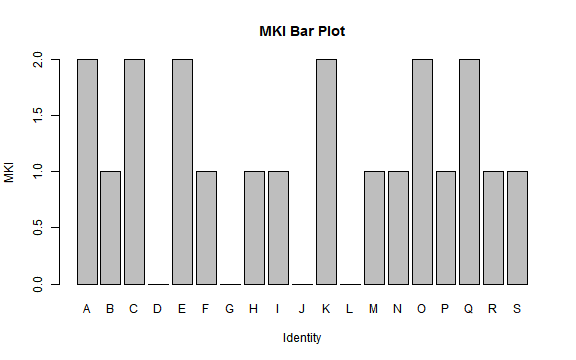 MKI Bar Plot
2.0
1.5
1.0
0.5
0.0
MKI
A B C D E F G H I J K L M N O P Q R S
Identity